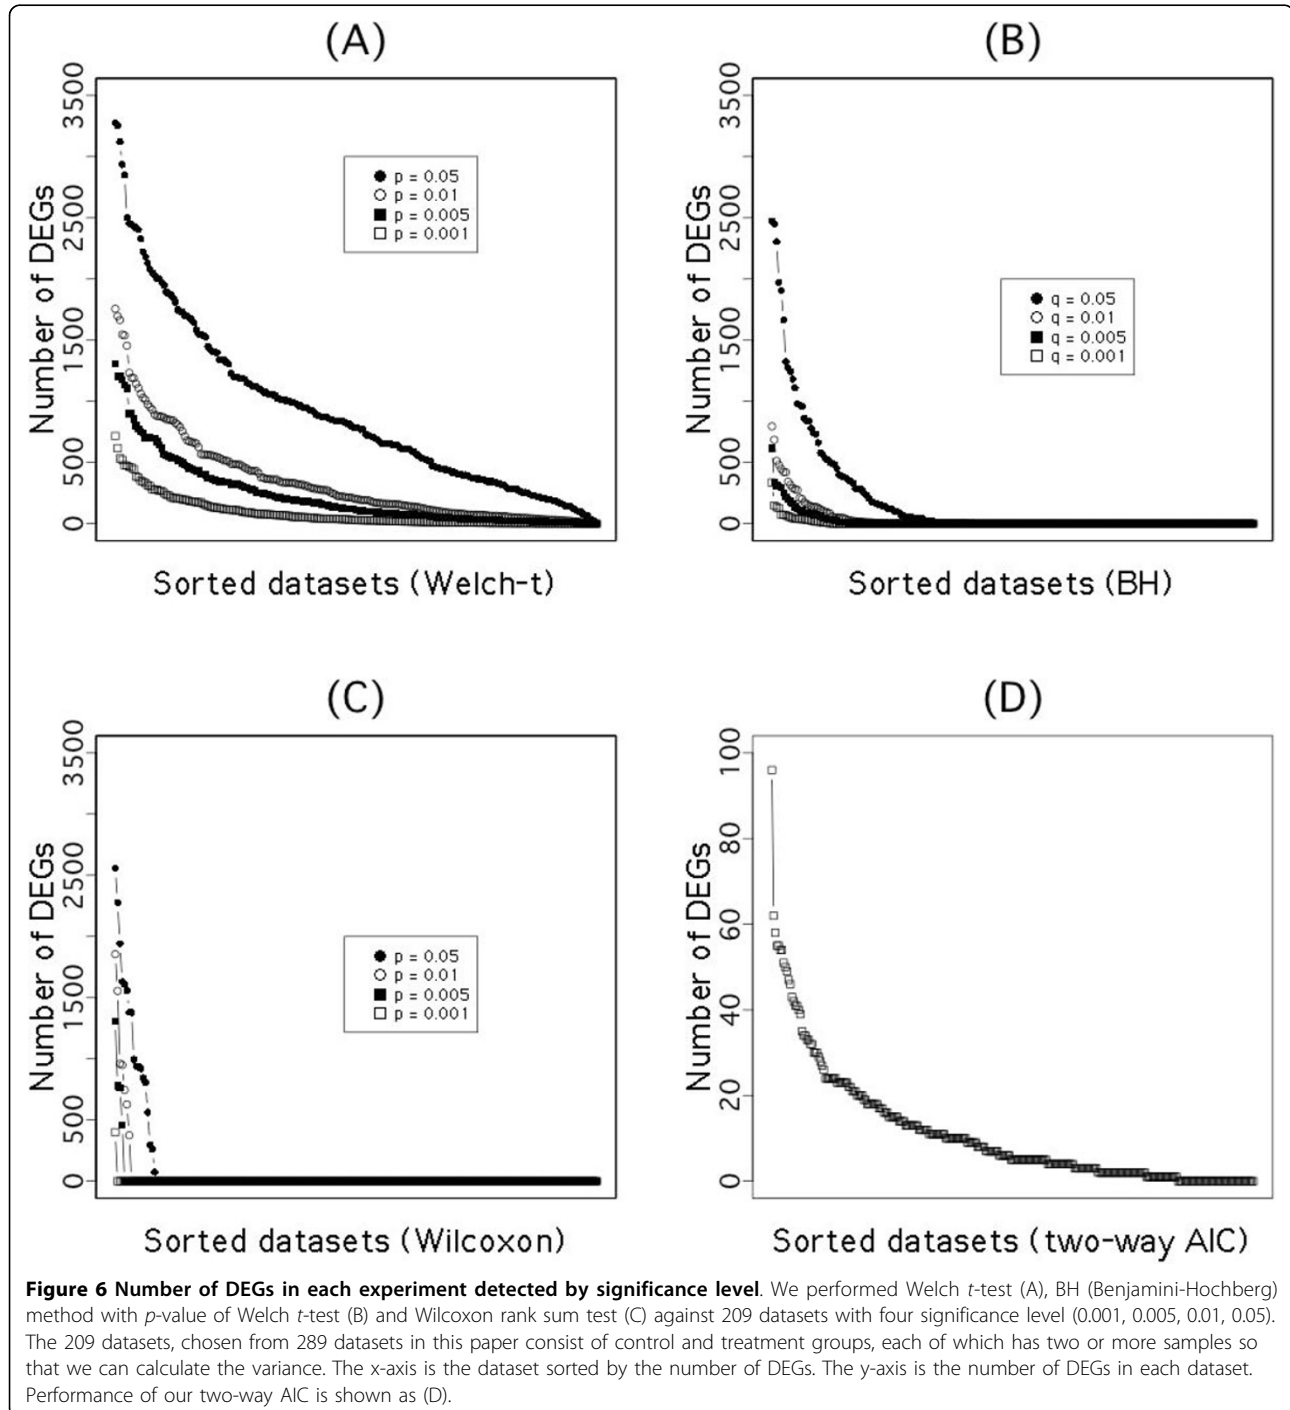 (A)
3500
2500
1500
500
0
Number of DEGs
p = 0.05
p = 0.01
p = 0.005
p = 0.001
Sorted datasets (Welch-t)
(B)
3500
2500
1500
500
0
Number of DEGs
q = 0.05
q = 0.01
q = 0.005
q = 0.001
Sorted datasets (BH)
(C)
3500
2500
1500
500
0
Number of DEGs
p = 0.05
p = 0.01
p = 0.005
p = 0.001
Sorted datasets (Wilcoxon)
(D)
100
80
60
40
20
0
Number of DEGs
Sorted datasets (two-way AIC)
Figure 6 Number of DEGs in each experiment detected by significance level. We performed Welch t-test (A), BH (Benjamini-Hochberg)
method with p-value of Welch t-test (B) and Wilcoxon rank sum test (C) against 209 datasets with four significance level (0.001, 0.005, 0.01, 0.05).
The 209 datasets, chosen from 289 datasets in this paper consist of control and treatment groups, each of which has two or more samples so
that we can calculate the variance. The x-axis is the dataset sorted by the number of DEGs. The y-axis is the number of DEGs in each dataset.
Performance of our two-way AIC is shown as (D).